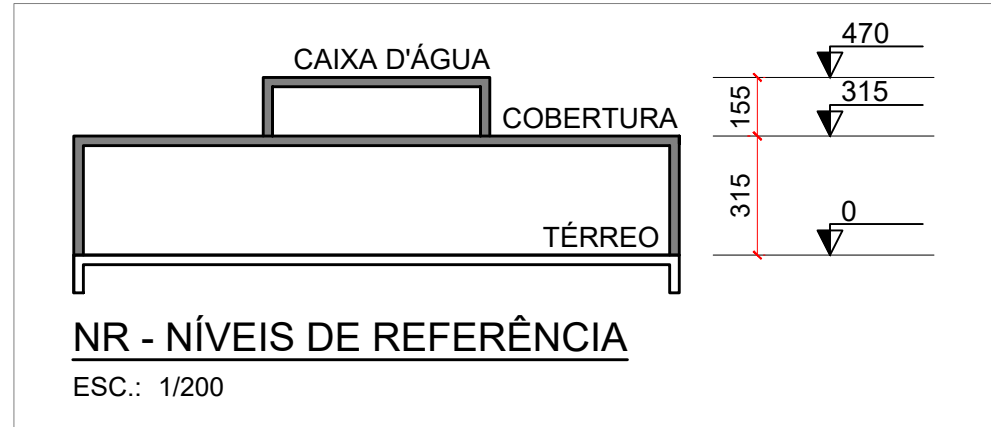 CAIXA D'ÁGUA
470
155
COBERTURA
315
315
TÉRREO
0
NR - NÍVEIS DE REFERÊNCIA
ESC.: 1/200